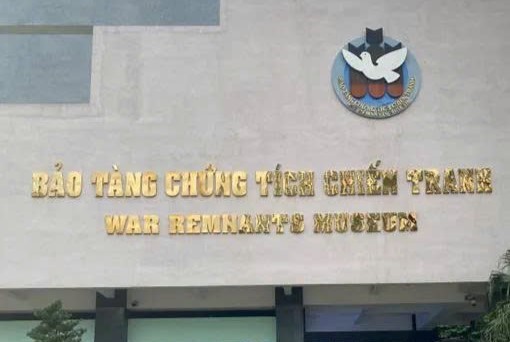 BẢO TÀNG CHỨNG TÍCH CHIẾN TRANH
WAR REMNANTS MUSEUM